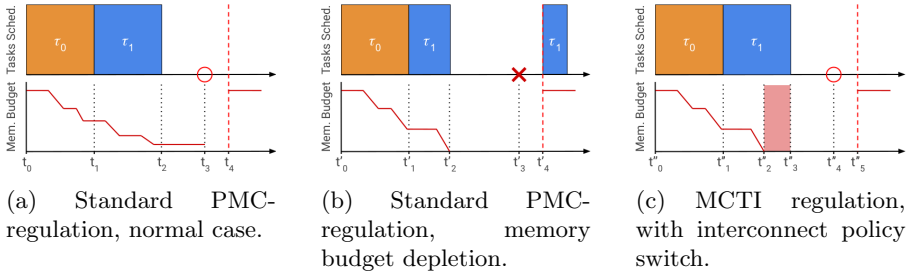 Tasks Sched.
τ0
τ1
Mem. Budget
t0
t1
t2
t3
t4
(a) Standard PMC-
regulation, normal case.
Tasks Sched.
τ0
τ1
τ1
Mem. Budget
t'0
t'1
t'2
t'3
t'4
(b) Standard PMC-
regulation, memory
budget depletion.
Tasks Sched.
τ0
τ1
Mem. Budget
t"0
t"1
t"2
t"3
t"4
t"5
(c) MCTI regulation,
with interconnect policy
switch.